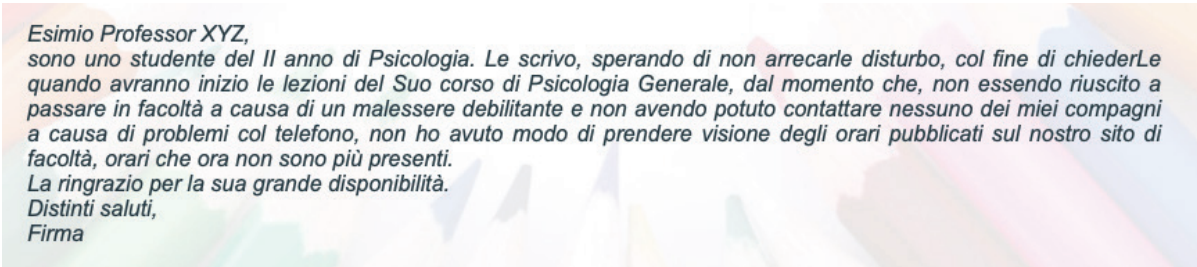 Esimio Professor XYZ,
sono uno studente del II anno di Psicologia. Le scrivo, sperando di non arrecarle disturbo, col fine di chiederLe
quando avranno inizio le lezioni del Suo corso di Psicologia Generale, dal momento che, non essendo riuscito a
passare in facoltà a causa di un malessere debilitante e non avendo potuto contattare nessuno dei miei compagni
a causa di problemi col telefono, non ho avuto modo di prendere visione degli orari pubblicati sul nostro sito di
facoltà, orari che ora non sono più presenti.
La ringrazio per la sua grande disponibilità.
Distinti saluti,
Firma